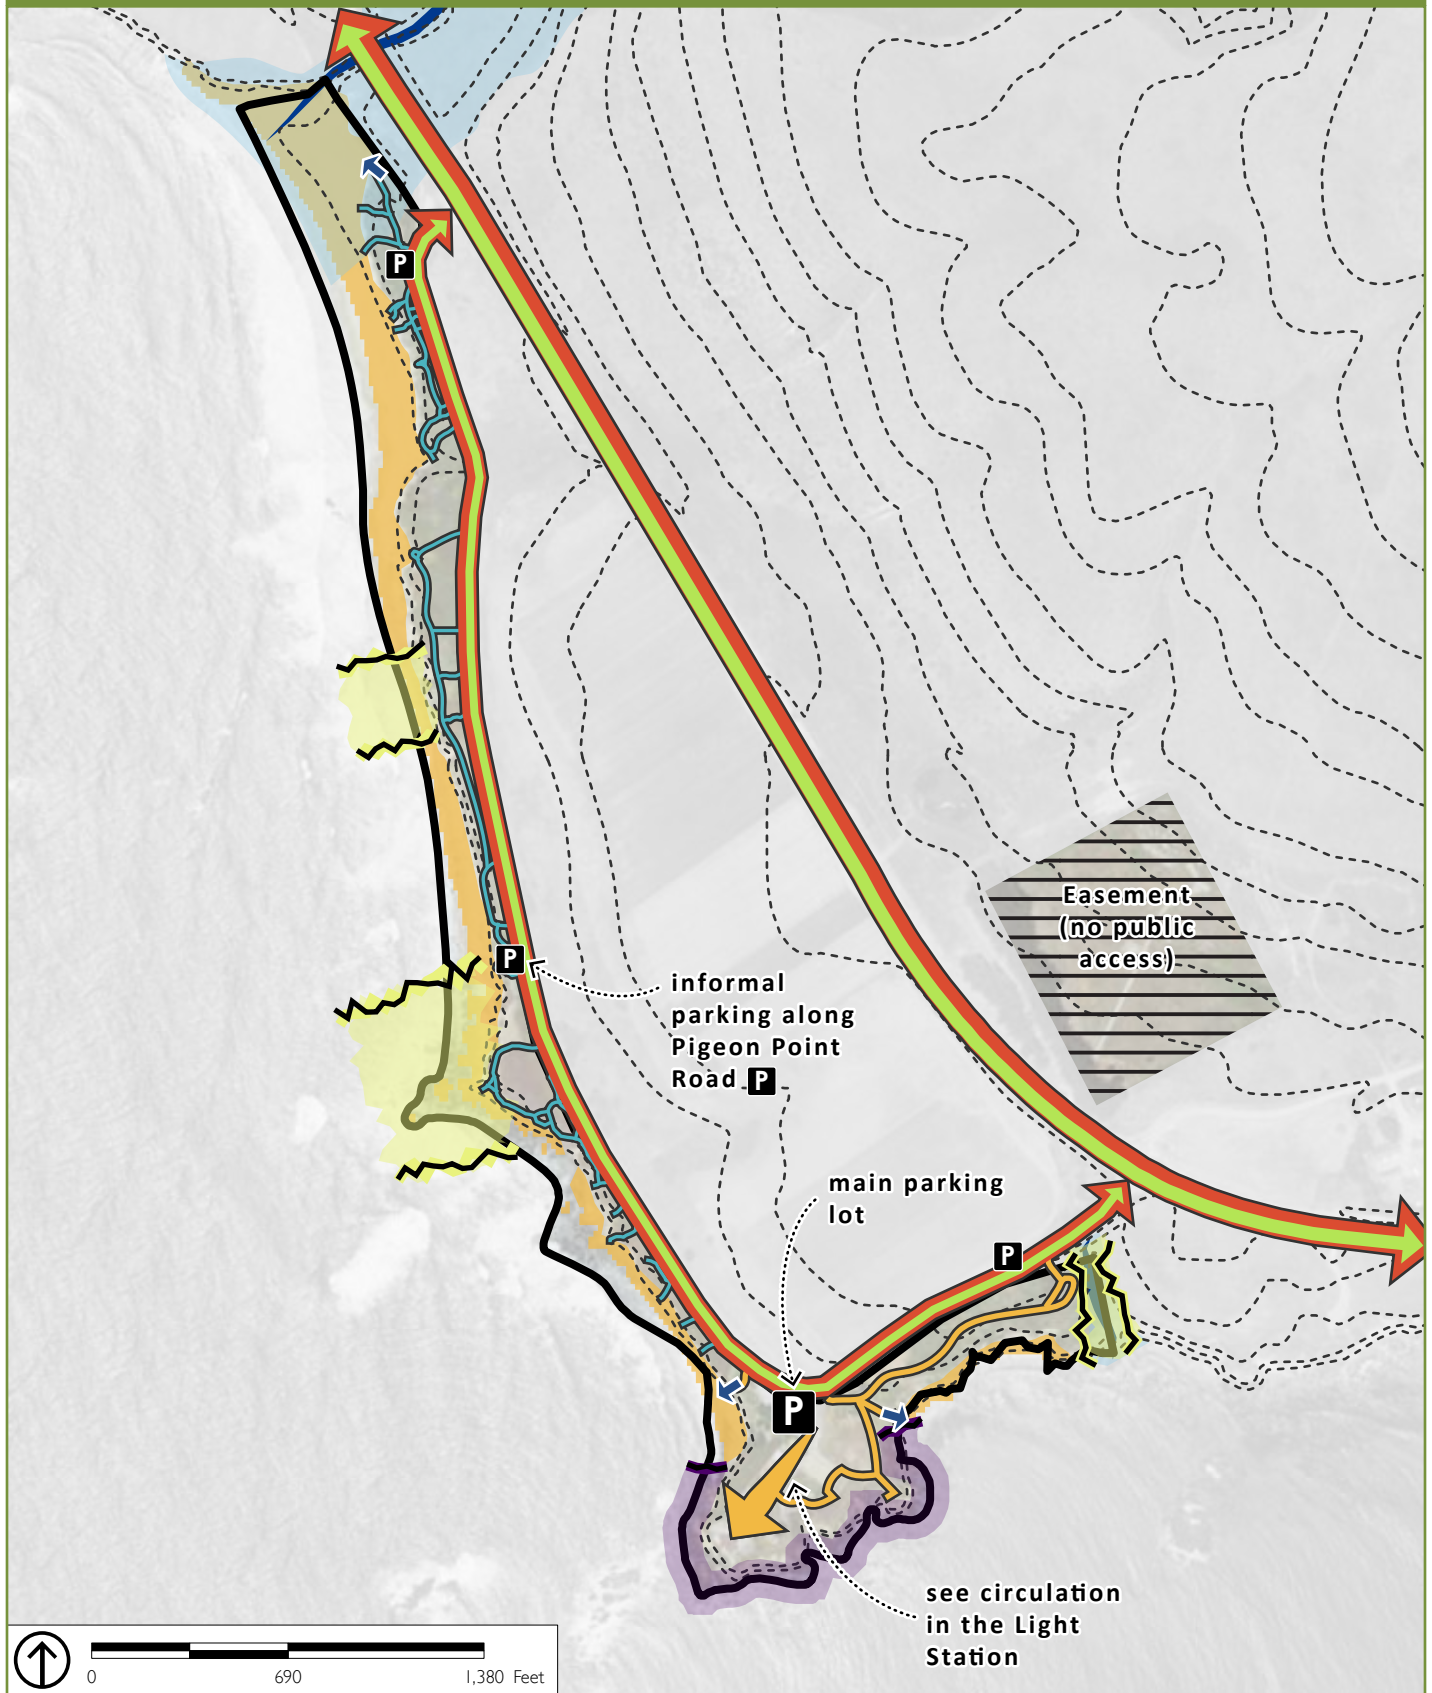 P
Easement
(no public
access)
P
informal
parking along
Pigeon Point
Road P
main parking
lot
P
P
see circulation
in the Light
Station
0 690 1,380 Feet